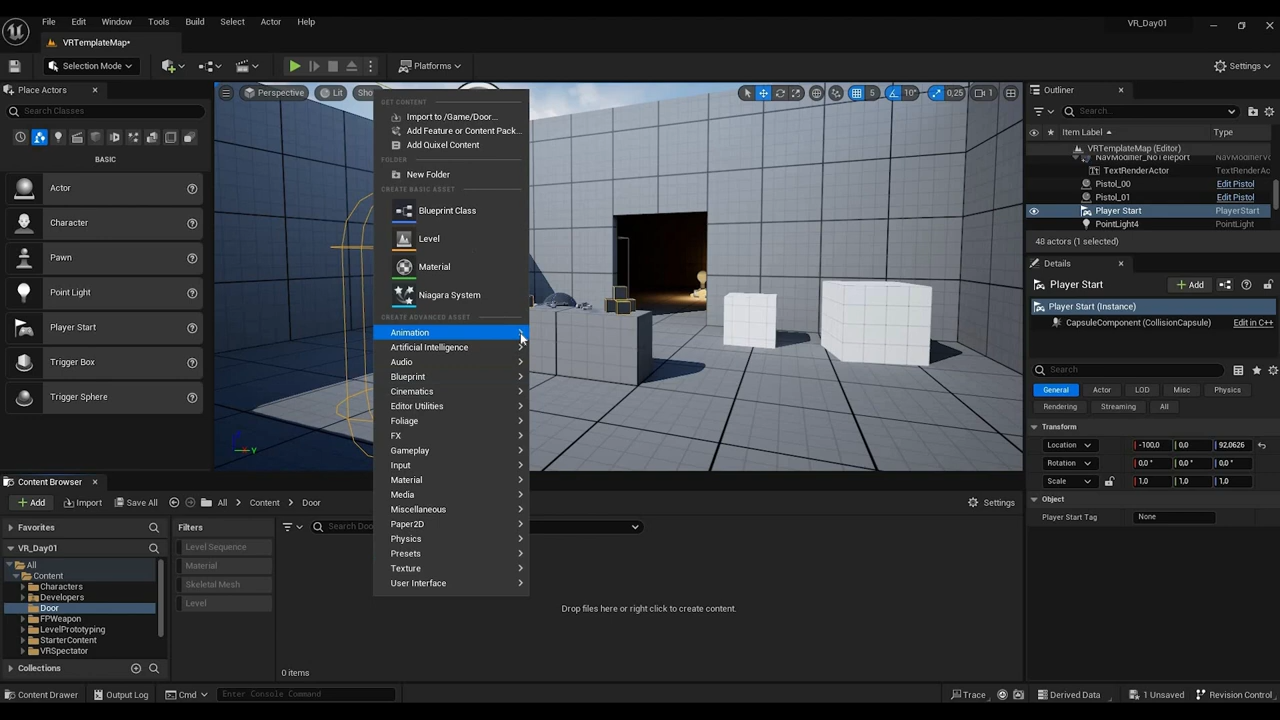 File Edit Window Tools Build Select Actor Help
VR_Day01
VRTemplateMap•
Selection Mode
Platforms
Settings
Place Actors
Search Classes
BASIC
Actor
Character
Pawn
Point Light
Player Start
Trigger Box
Trigger Sphere
Perspective
Lit
Sho
5
10°
0,25
1
GET CONTENT
Import to /Game/Door...
Add Feature or Content Pack...
Add Quixel Content
FOLDER
New Folder
CREATE BASIC ASSET
Blueprint Class
Level
Material
Niagara System
CREATE ADVANCED ASSET
Animation
Artificial Intelligence
Audio
Blueprint
Cinematics
Editor Utilities
Foliage
FX
Gameplay
Input
Material
Media
Miscellaneous
Paper2D
Physics
Presets
Texture
User Interface
Outliner
Search...
Item Label
Type
VRTemplateMap (Editor)
NavModifier_NoTeleport NavModifierVo
TextRenderActor TextRenderAc
Pistol_00 Edit Pistol
Pistol_01 Edit Pistol
Player Start PlayerStart
PointLight4 PointLight
48 actors (1 selected)
Details
Player Start
Add
Player Start (Instance)
CapsuleComponent (CollisionCapsule) Edit in C++
Search
General Actor LOD Misc Physics
Rendering Streaming All
Transform
Location -100,0 0,0 92,0626
Rotation 0,0 ° 0,0 ° 0,0 °
Scale 1,0 1,0 1,0
Object
Player Start Tag None
Content Browser
Add Import Save All All Content Door Settings
Favorites
VR_Day01
All
Content
Characters
Developers
Door
FPWeapon
LevelPrototyping
StarterContent
VRSpectator
Collections
Filters
Level Sequence
Material
Skeletal Mesh
Level
Search Doo
Drop files here or right click to create content.
0 items
Content Drawer Output Log Cmd Enter Console Command Trace Derived Data 1 Unsaved Revision Control